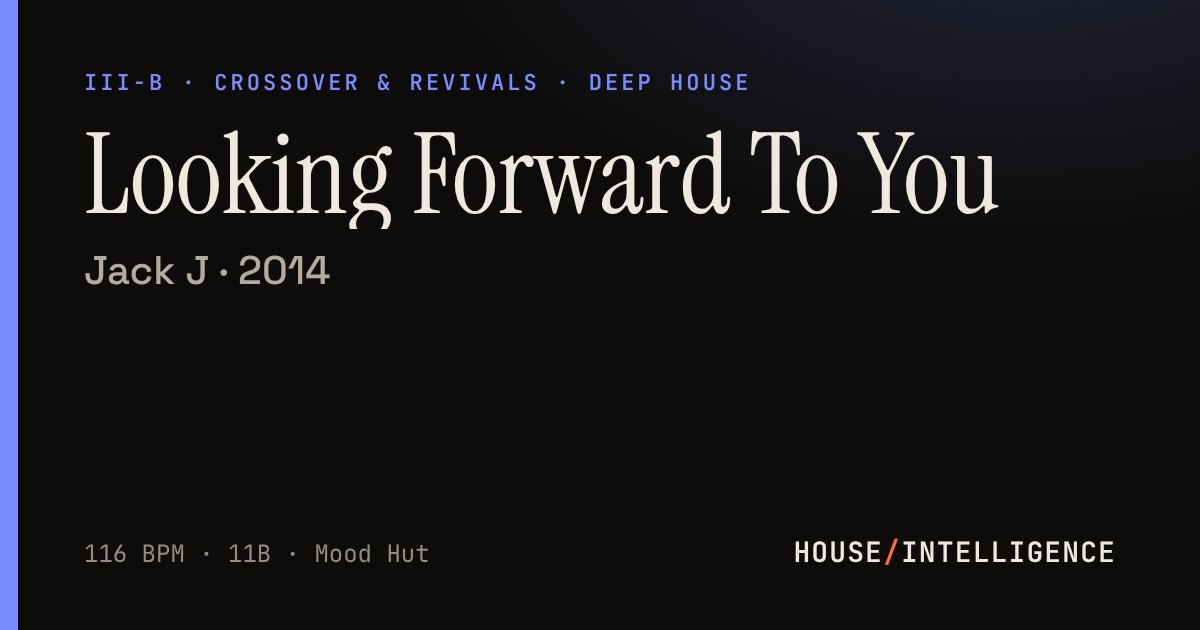 III-B · CROSSOVER & REVIVALS · DEEP HOUSE
Looking Forward To You
Jack J · 2014
116 BPM · 11B · Mood Hut
HOUSE/INTELLIGENCE